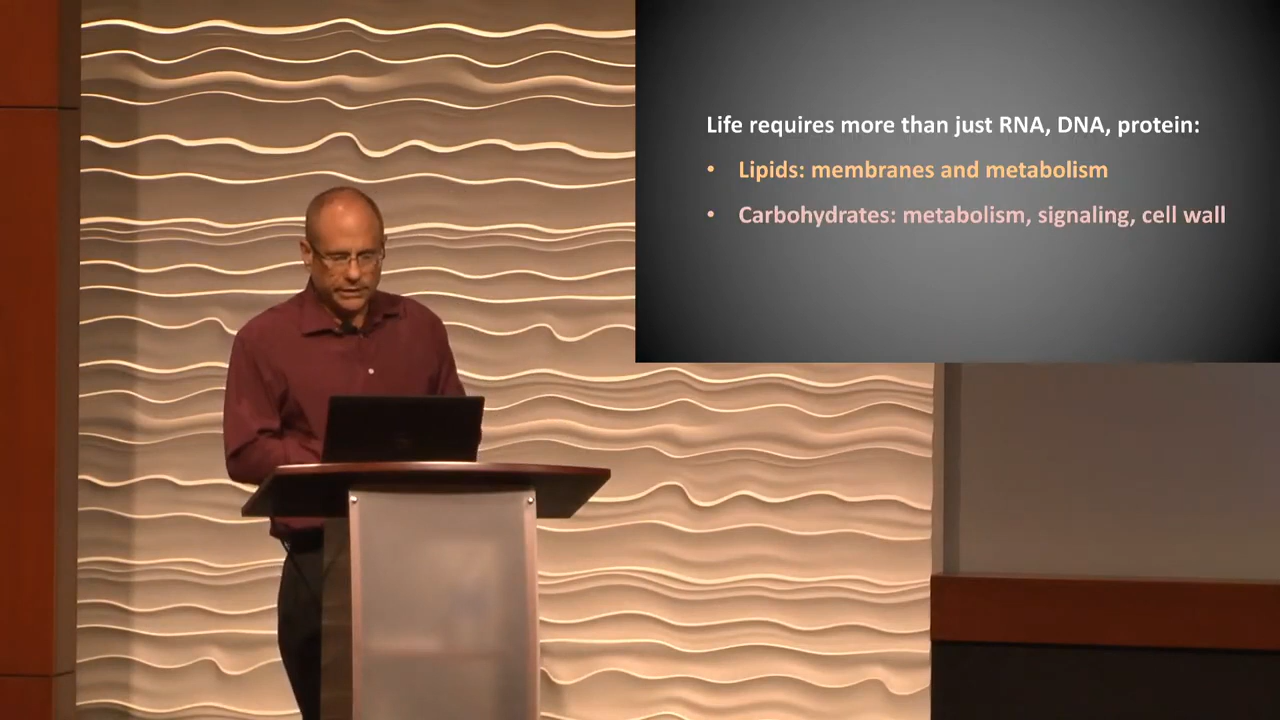 Life requires more than just RNA, DNA, protein:
• Lipids: membranes and metabolism
• Carbohydrates: metabolism, signaling, cell wall